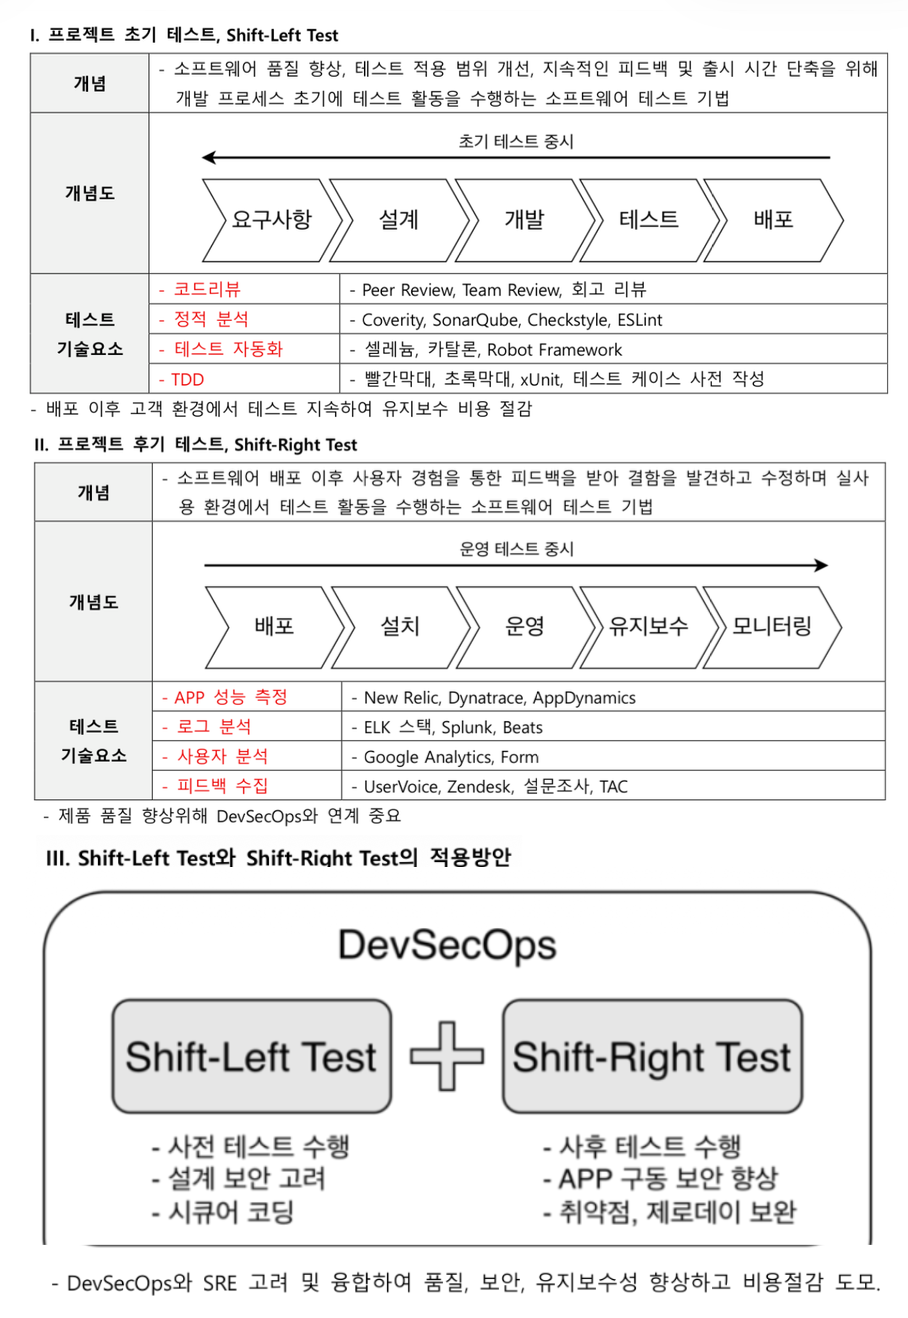 I. 프로젝트 초기 테스트, Shift-Left Test
개념
- 소프트웨어 품질 향상, 테스트 적용 범위 개선, 지속적인 피드백 및 출시 시간 단축을 위해
개발 프로세스 초기에 테스트 활동을 수행하는 소프트웨어 테스트 기법
개념도
초기 테스트 중시
요구사항 설계 개발 테스트 배포
테스트
기술요소
- 코드리뷰 - Peer Review, Team Review, 회고 리뷰
- 정적 분석 - Coverity, SonarQube, Checkstyle, ESLint
- 테스트 자동화 - 셀레늄, 카탈론, Robot Framework
- TDD - 빨간막대, 초록막대, xUnit, 테스트 케이스 사전 작성
- 배포 이후 고객 환경에서 테스트 지속하여 유지보수 비용 절감
II. 프로젝트 후기 테스트, Shift-Right Test
개념
- 소프트웨어 배포 이후 사용자 경험을 통한 피드백을 받아 결함을 발견하고 수정하며 실사
용 환경에서 테스트 활동을 수행하는 소프트웨어 테스트 기법
개념도
운영 테스트 중시
배포 설치 운영 유지보수 모니터링
테스트
기술요소
- APP 성능 측정 - New Relic, Dynatrace, AppDynamics
- 로그 분석 - ELK 스택, Splunk, Beats
- 사용자 분석 - Google Analytics, Form
- 피드백 수집 - UserVoice, Zendesk, 설문조사, TAC
- 제품 품질 향상위해 DevSecOps와 연계 중요
III. Shift-Left Test와 Shift-Right Test의 적용방안
DevSecOps
Shift-Left Test + Shift-Right Test
- 사전 테스트 수행
- 설계 보안 고려
- 시큐어 코딩
- 사후 테스트 수행
- APP 구동 보안 향상
- 취약점, 제로데이 보완
- DevSecOps와 SRE 고려 및 융합하여 품질, 보안, 유지보수성 향상하고 비용절감 도모.